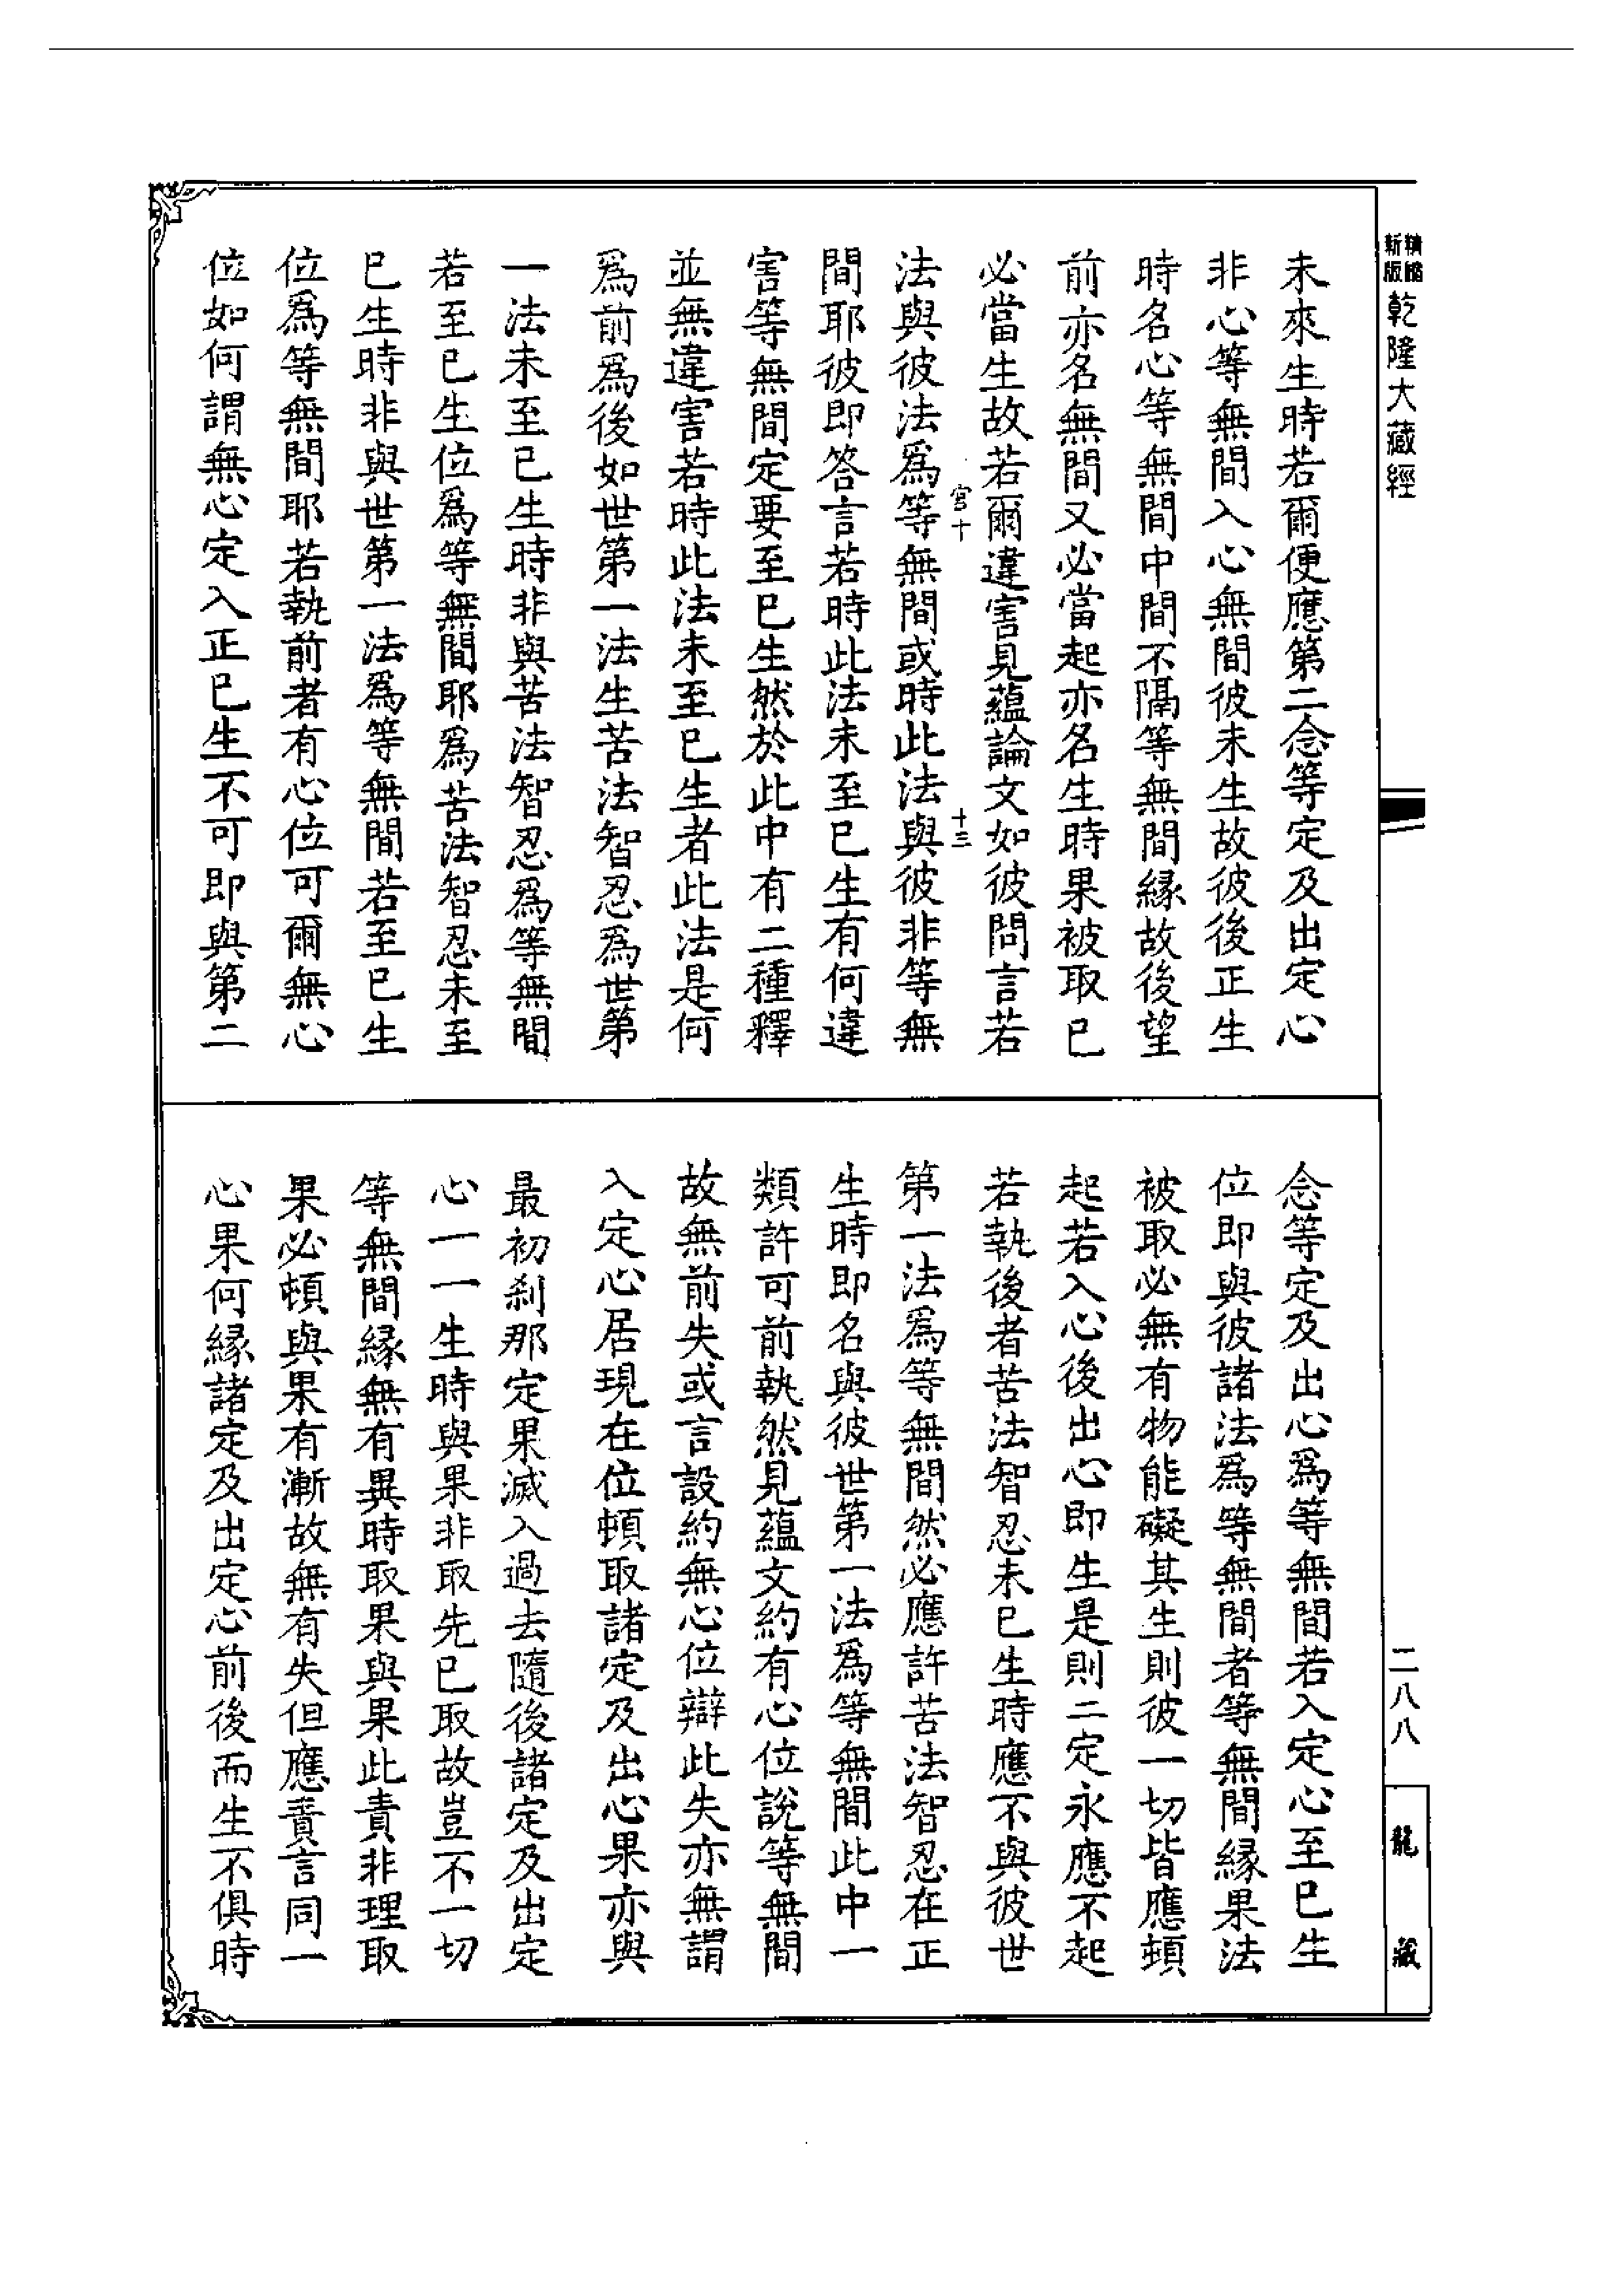 精縮
新版
乾隆大藏經
未來生時若爾便應第二念等定及出定心
非心等無間入心無間彼未生故彼後正生
時名心等無間中間不隔等無間緣故後望
前亦名無間又必當起亦名生時果被取已
必當生故若爾違害見蘊論文如彼問言若
宮十
十三
法與彼法爲等無間或時此法與彼非等無
間耶彼即答言若時此法未至已生有何違
害等無間定要至已生然於此中有二種釋
並無違害若時此法未至已生者此法是何
爲前爲後如世第一法生苦法智忍爲世第
一法未至已生時非與苦法智忍爲等無間
若至已生位爲等無間耶爲苦法智忍未至
已生時非與世第一法爲等無間若至已生
位爲等無間耶若執前者有心位可爾無心
位如何謂無心定入正已生不可即與第二
念等定及出心爲等無間若入定心至已生
位即與彼諸法爲等無間者等無間緣果法
被取必無有物能礙其生則彼一切皆應頓
起若入心後出心即生是則二定永應不起
若執後者苦法智忍未已生時應不與彼世
第一法爲等無間然必應許苦法智忍在正
生時即名與彼世第一法爲等無間此中一
類許可前執然見蘊文約有心位說等無間
故無前失或言設約無心位辯此失亦無謂
入定心居現在位頓取諸定及出心果亦與
最初刹那定果滅入過去隨後諸定及出定
心一一生時與果非取先已取故豈不一切
等無間緣無有異時取果與果此責非理取
果必頓與果有漸故無有失但應責言同一
心果何緣諸定及出定心前後而生不俱時
二八八
龍藏